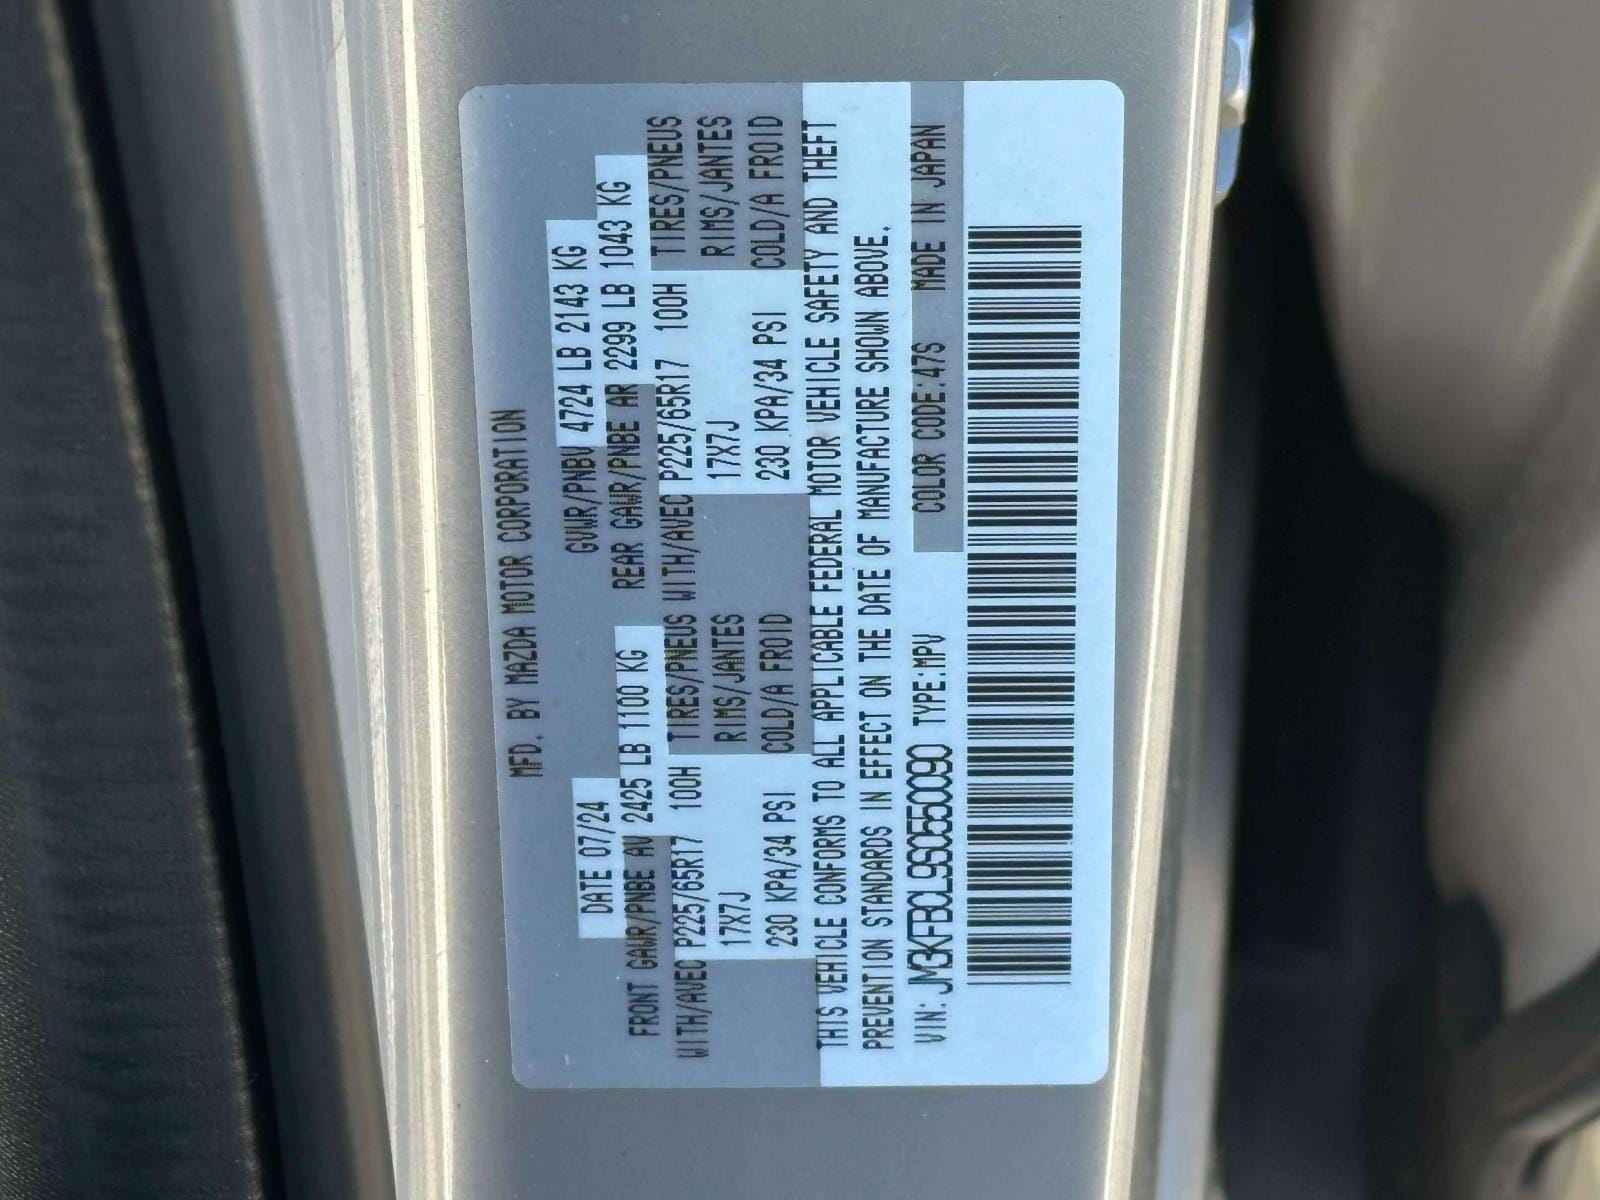 MFD. BY MAZDA MOTOR CORPORATION
DATE 07/24 GVWR/PNBV 4724 LB 2143 KG
FRONT GAWR/PNBE AV 2425 LB 1100 KG REAR GAWR/PNBE AR 2299 LB 1043 KG
WITH/AVEC P225/65R17 100H TIRES/PNEUS WITH/AVEC P225/65R17 100H TIRES/PNEUS
17X7J RIMS/JANTES 17X7J RIMS/JANTES
230 KPA/34 PSI COLD/A FROID 230 KPA/34 PSI COLD/A FROID
THIS VEHICLE CONFORMS TO ALL APPLICABLE FEDERAL MOTOR VEHICLE SAFETY AND THEFT
PREVENTION STANDARDS IN EFFECT ON THE DATE OF MANUFACTURE SHOWN ABOVE.
VIN: JM3KFBCL9S0550090 TYPE:MPV COLOR CODE:47S MADE IN JAPAN